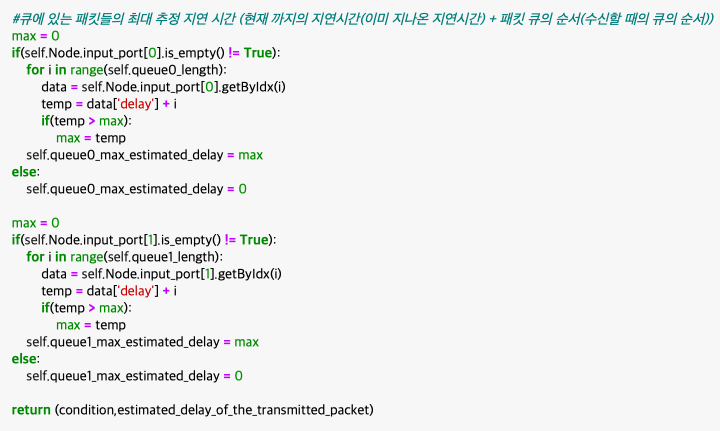 #큐에 있는 패킷들의 최대 추정 지연 시간 (현재 까지의 지연시간(이미 지나온 지연시간) + 패킷 큐의 순서(수신할 때의 큐의 순서))
max = 0
if(self.Node.input_port[0].is_empty() != True):
    for i in range(self.queue0_length):
        data = self.Node.input_port[0].getByIdx(i)
        temp = data['delay'] + i
        if(temp > max):
            max = temp
    self.queue0_max_estimated_delay = max
else:
    self.queue0_max_estimated_delay = 0

max = 0
if(self.Node.input_port[1].is_empty() != True):
    for i in range(self.queue1_length):
        data = self.Node.input_port[1].getByIdx(i)
        temp = data['delay'] + i
        if(temp > max):
            max = temp
    self.queue1_max_estimated_delay = max
else:
    self.queue1_max_estimated_delay = 0

return (condition,estimated_delay_of_the_transmitted_packet)